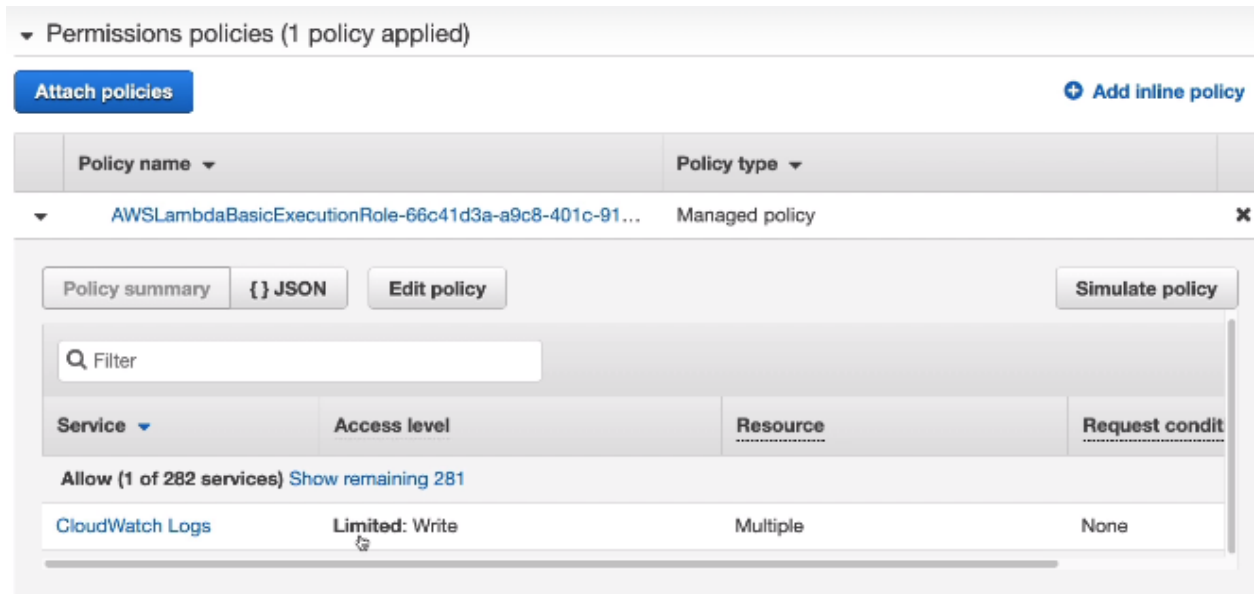 Permissions policies (1 policy applied)
Attach policies
Add inline policy
Policy name
Policy type
AWSLambdaBasicExecutionRole-66c41d3a-a9c8-401c-91...
Managed policy
Policy summary
{ } JSON
Edit policy
Simulate policy
Filter
Service
Access level
Resource
Request condit
Allow (1 of 282 services) Show remaining 281
CloudWatch Logs
Limited: Write
Multiple
None